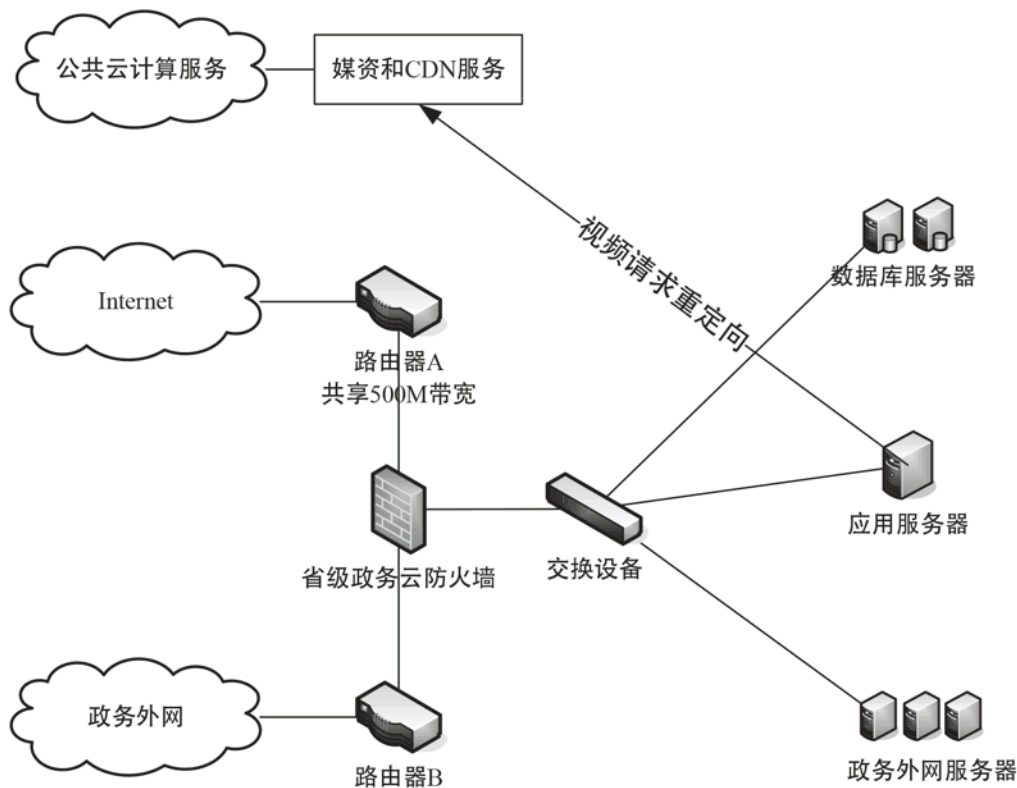 公共云计算服务
媒资和CDN服务
视频请求重定向
数据库服务器
Internet
路由器A
共享500M带宽
应用服务器
省级政务云防火墙
交换设备
政务外网
路由器B
政务外网服务器